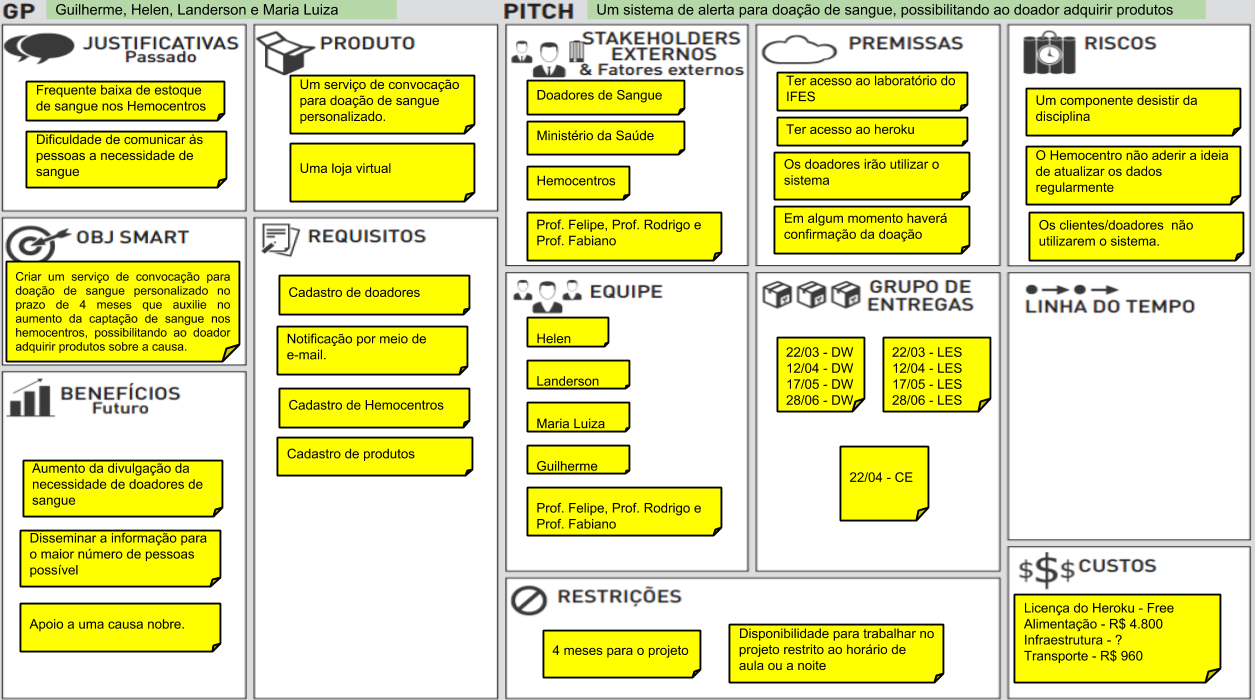 GP
Guilherme, Helen, Landerson e Maria Luiza
PITCH
Um sistema de alerta para doação de sangue, possibilitando ao doador adquirir produtos
JUSTIFICATIVAS
Passado
Frequente baixa de estoque
de sangue nos Hemocentros
Dificuldade de comunicar às
pessoas a necessidade de
sangue
OBJ SMART
Criar um serviço de convocação para
doação de sangue personalizado no
prazo de 4 meses que auxilie no
aumento da captação de sangue nos
hemocentros, possibilitando ao doador
adquirir produtos sobre a causa.
BENEFÍCIOS
Futuro
Aumento da divulgação da
necessidade de doadores de
sangue
Disseminar a informação para
o maior número de pessoas
possível
Apoio a uma causa nobre.
PRODUTO
Um serviço de convocação
para doação de sangue
personalizado.
Uma loja virtual
REQUISITOS
Cadastro de doadores
Notificação por meio de
e-mail.
Cadastro de Hemocentros
Cadastro de produtos
STAKEHOLDERS
EXTERNOS
& Fatores externos
Doadores de Sangue
Ministério da Saúde
Hemocentros
Prof. Felipe, Prof. Rodrigo e
Prof. Fabiano
EQUIPE
Helen
Landerson
Maria Luiza
Guilherme
Prof. Felipe, Prof. Rodrigo e
Prof. Fabiano
PREMISSAS
Ter acesso ao laboratório do
IFES
Ter acesso ao heroku
Os doadores irão utilizar o
sistema
Em algum momento haverá
confirmação da doação
GRUPO DE
ENTREGAS
22/03 - DW
12/04 - DW
17/05 - DW
28/06 - DW
22/03 - LES
12/04 - LES
17/05 - LES
28/06 - LES
22/04 - CE
RESTRIÇÕES
4 meses para o projeto
Disponibilidade para trabalhar no
projeto restrito ao horário de
aula ou a noite
RISCOS
Um componente desistir da
disciplina
O Hemocentro não aderir a ideia
de atualizar os dados
regularmente
Os clientes/doadores não
utilizarem o sistema.
LINHA DO TEMPO
$$$ CUSTOS
Licença do Heroku - Free
Alimentação - R$ 4.800
Infraestrutura - ?
Transporte - R$ 960